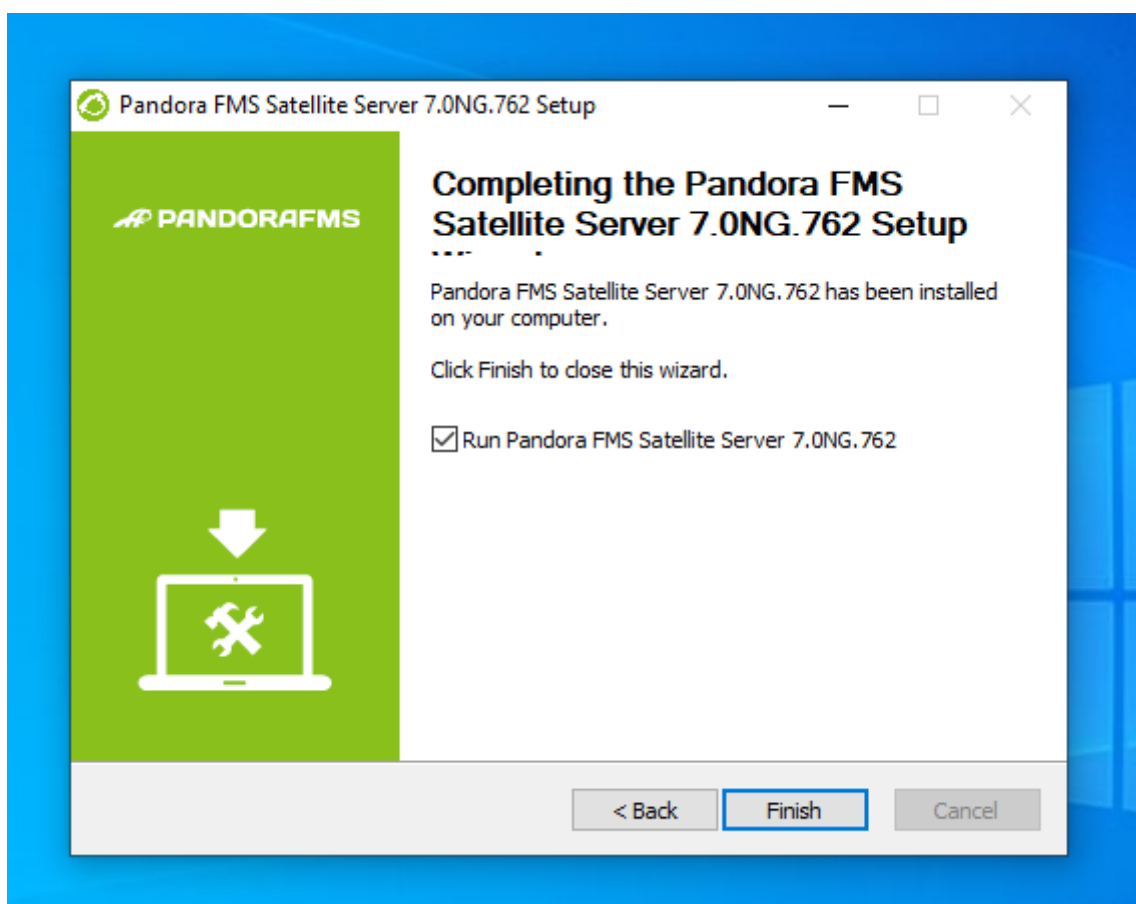 Pandora FMS Satellite Server 7.0NG.762 Setup
PANDORAFMS
Completing the Pandora FMS
Satellite Server 7.0NG.762 Setup
Pandora FMS Satellite Server 7.0NG.762 has been installed
on your computer.
Click Finish to close this wizard.
Run Pandora FMS Satellite Server 7.0NG.762
< Back
Finish
Cancel